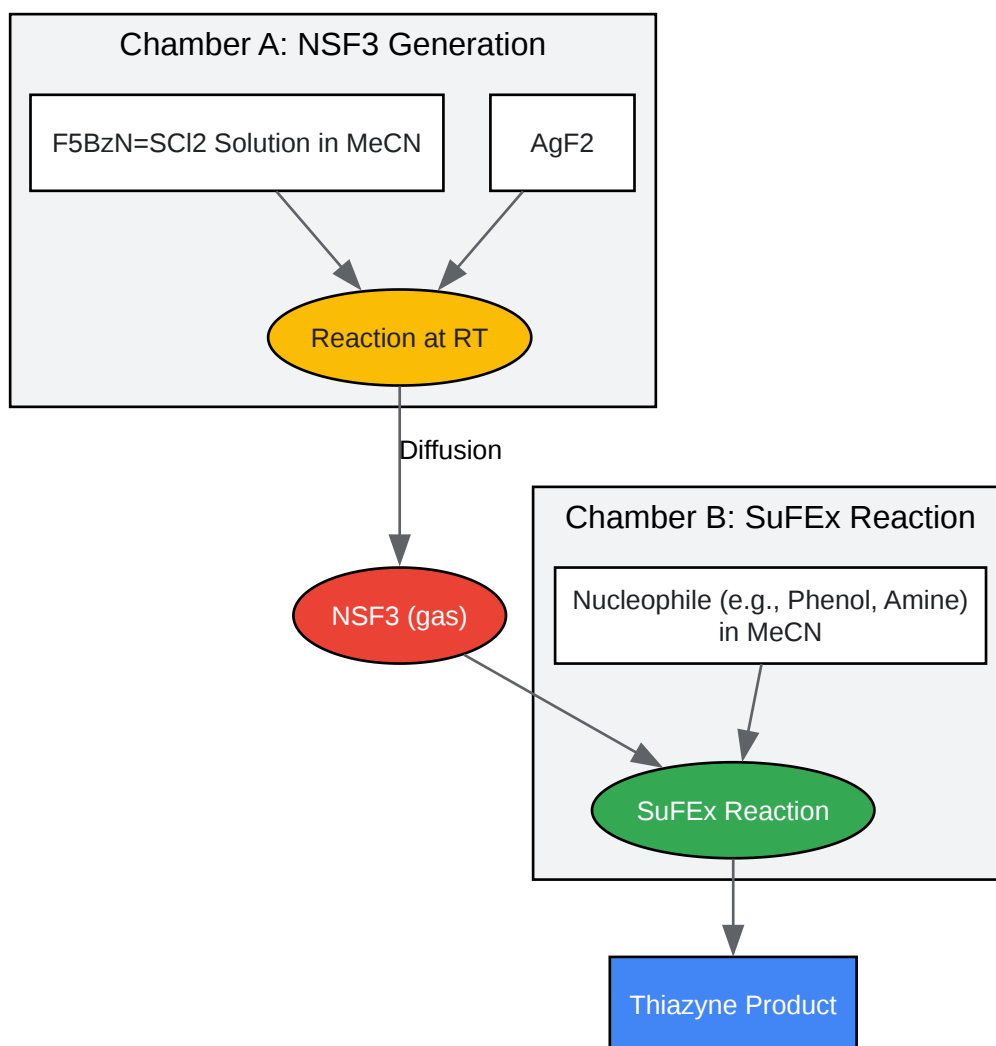 Chamber A: NSF3 Generation
F5BzN=SCl2 Solution in MeCN
AgF2
Reaction at RT
Diffusion
Chamber B: SuFEx Reaction
NSF3 (gas)
Nucleophile (e.g., Phenol, Amine)
in MeCN
SuFEx Reaction
Thiazyne Product